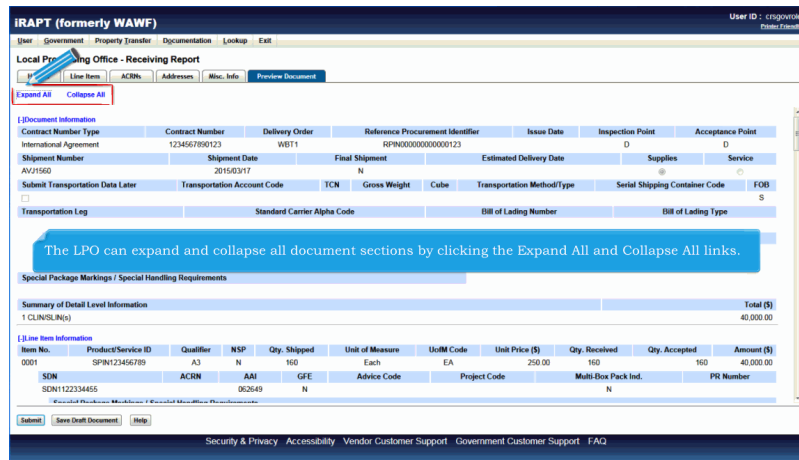 iRAPT (formerly WAWF)
User ID : crsgovrol
Printer Friendl
User Government Property Transfer Documentation Lookup Exit
Local Processing Office - Receiving Report
Line Item ACRNs Addresses Misc. Info Preview Document
Expand All Collapse All
[-]Document Information
Contract Number Type Contract Number Delivery Order Reference Procurement Identifier Issue Date Inspection Point Acceptance Point
International Agreement 1234567890123 WBT1 RPIN00000000000123 D D
Shipment Number Shipment Date Final Shipment Estimated Delivery Date Supplies Service
AVJ1560 2015/03/17 N
Submit Transportation Data Later Transportation Account Code TCN Gross Weight Cube Transportation Method/Type Serial Shipping Container Code FOB
S
Transportation Leg Standard Carrier Alpha Code Bill of Lading Number Bill of Lading Type
The LPO can expand and collapse all document sections by clicking the Expand All and Collapse All links.
Special Package Markings / Special Handling Requirements
Summary of Detail Level Information Total ($)
1 CLIN/SLIN(s) 40,000.00
[-]Line Item Information
Item No. Product/Service ID Qualifier NSP Qty. Shipped Unit of Measure UofM Code Unit Price ($) Qty. Received Qty. Accepted Amount ($)
0001 SPIN123456789 A3 N 160 Each EA 250.00 160 160 40,000.00
SDN ACRN AAI GFE Advice Code Project Code Multi-Box Pack Ind. PR Number
SDN1122334455 062649 N N
Special Package Markings / Special Handling Requirements
Submit Save Draft Document Help
Security & Privacy Accessibility Vendor Customer Support Government Customer Support FAQ